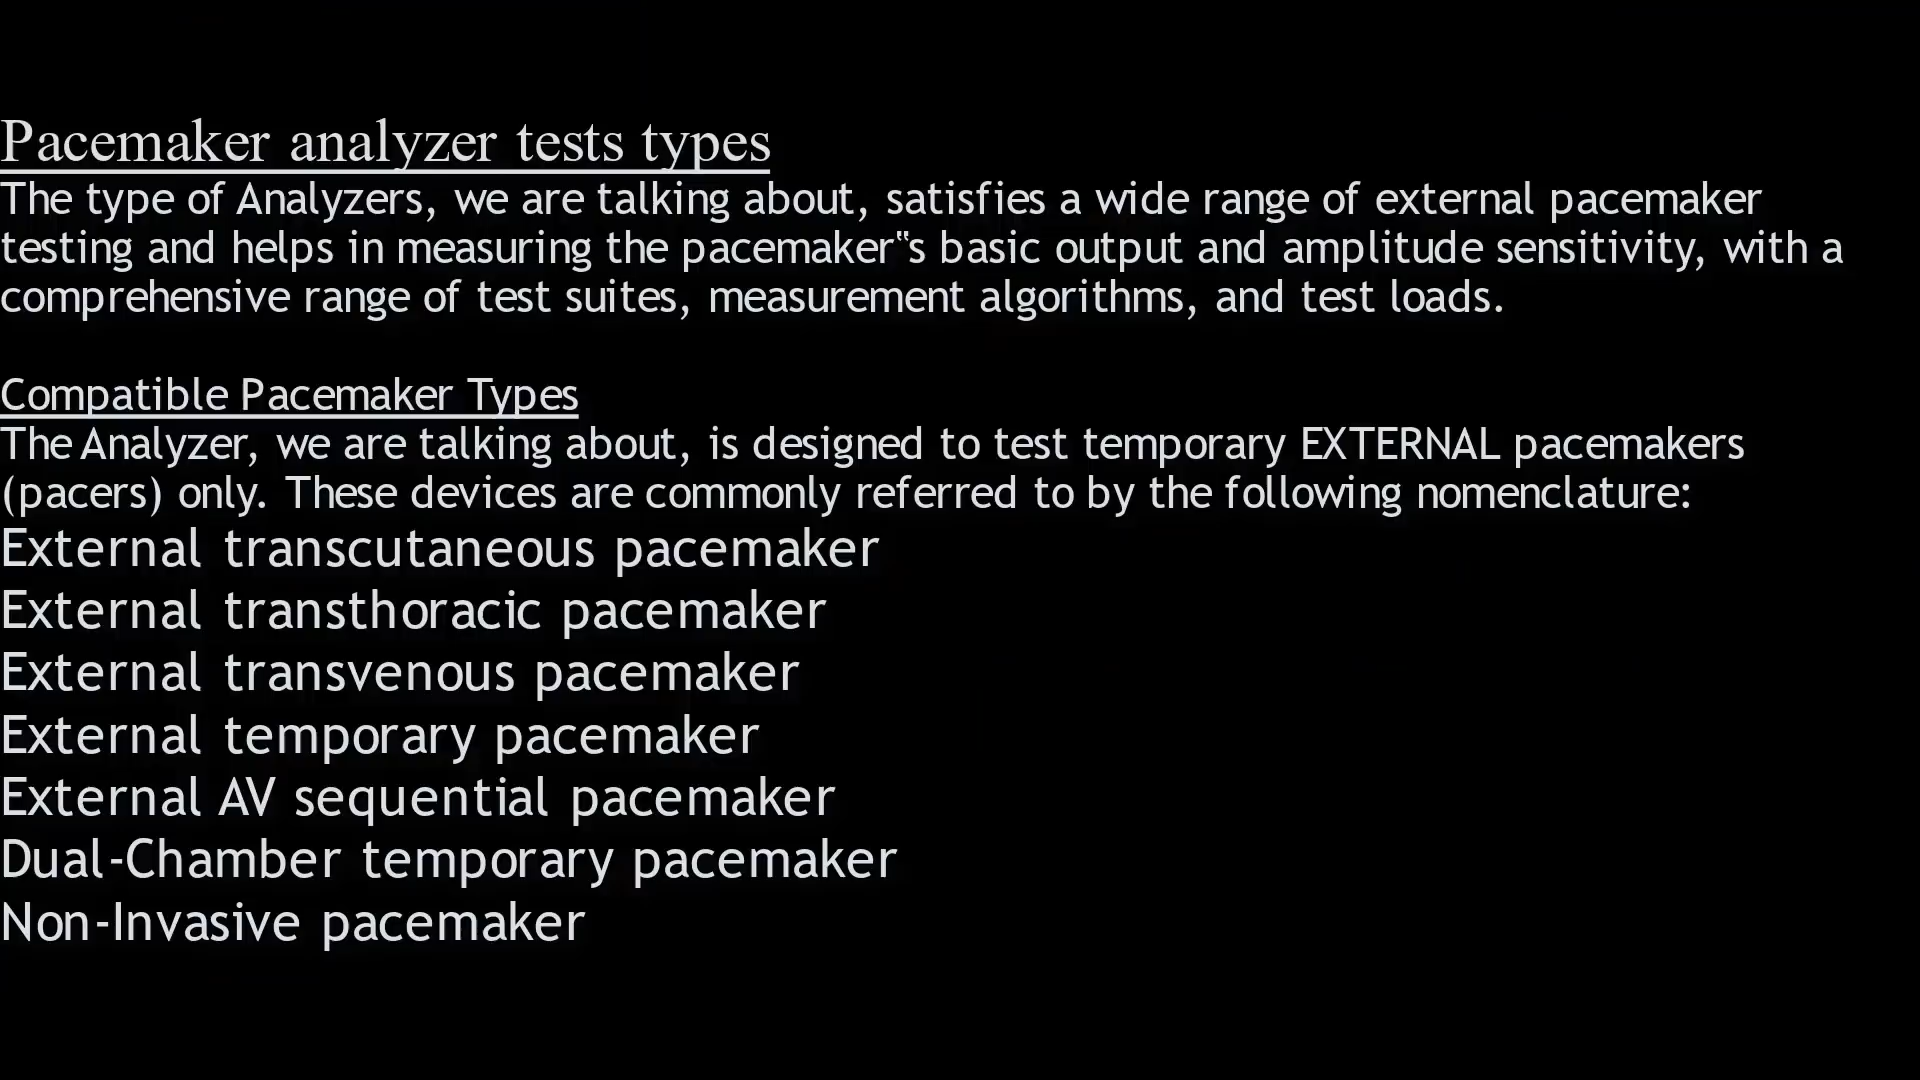 Pacemaker analyzer tests types
The type of Analyzers, we are talking about, satisfies a wide range of external pacemaker
testing and helps in measuring the pacemaker‟s basic output and amplitude sensitivity, with a
comprehensive range of test suites, measurement algorithms, and test loads.
Compatible Pacemaker Types
The Analyzer, we are talking about, is designed to test temporary EXTERNAL pacemakers
(pacers) only. These devices are commonly referred to by the following nomenclature:
External transcutaneous pacemaker
External transthoracic pacemaker
External transvenous pacemaker
External temporary pacemaker
External AV sequential pacemaker
Dual-Chamber temporary pacemaker
Non-Invasive pacemaker